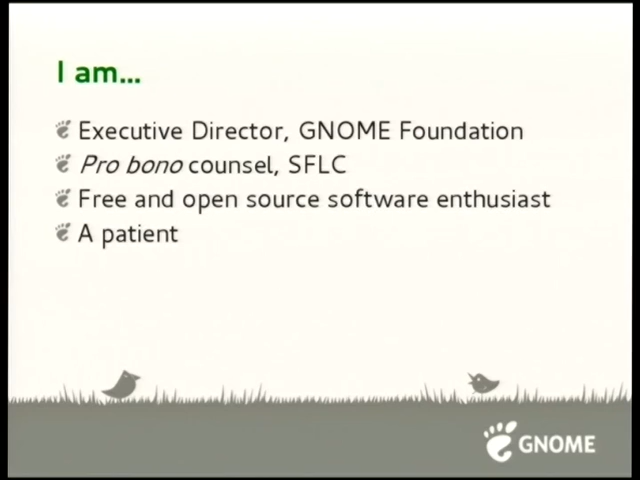 I am...
Executive Director, GNOME Foundation
Pro bono counsel, SFLC
Free and open source software enthusiast
A patient
GNOME